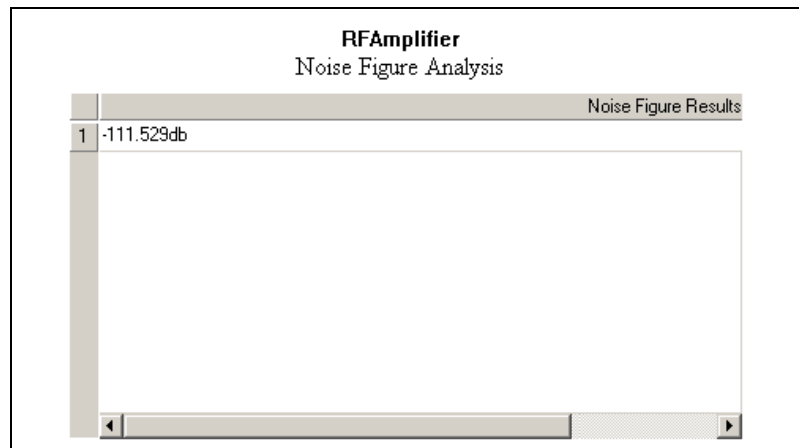 RFAmplifier
Noise Figure Analysis
Noise Figure Results
1 -111.529db